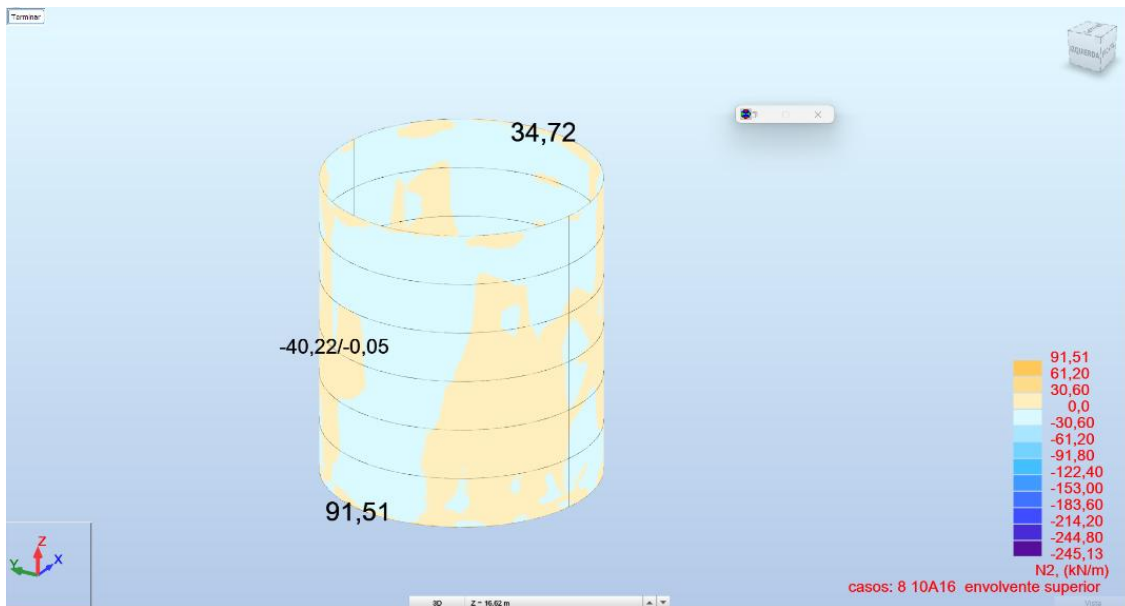 Terminar
IZQUIERDA
34,72
-40,22/-0,05
91,51
91,51
61,20
30,60
0,0
-30,60
-61,20
-91,80
-122,40
-153,00
-183,60
-214,20
-244,80
-245,13
N2, (kN/m)
casos: 8 10A16 envolvente superior
Z
Y
X
3D
Z = 16,62 m
Vista